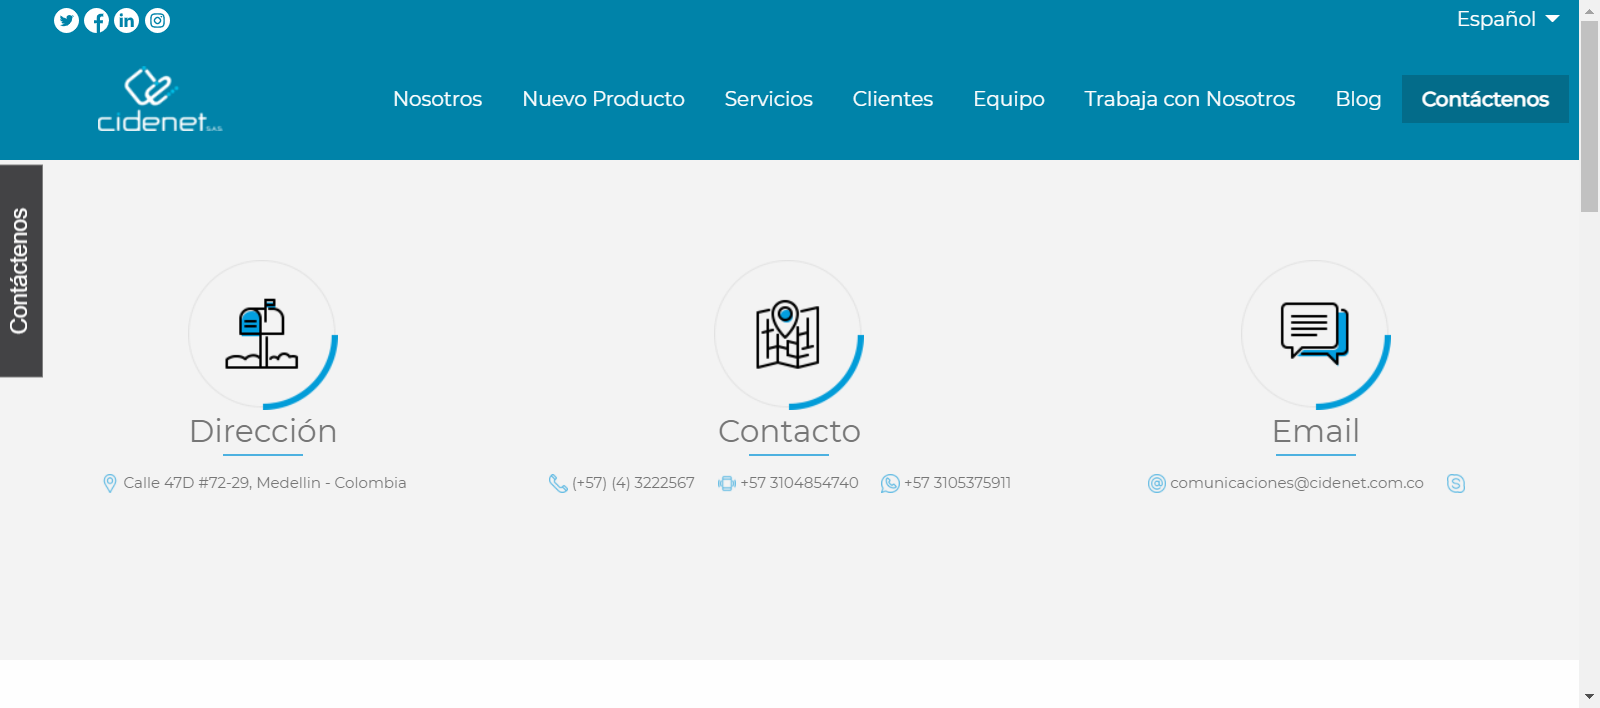 Español
cidenet S.A.S.
Nosotros
Nuevo Producto
Servicios
Clientes
Equipo
Trabaja con Nosotros
Blog
Contáctenos
Contáctenos
Dirección
Calle 47D #72-29, Medellin - Colombia
Contacto
(+57) (4) 3222567
+57 3104854740
+57 3105375911
Email
comunicaciones@cidenet.com.co